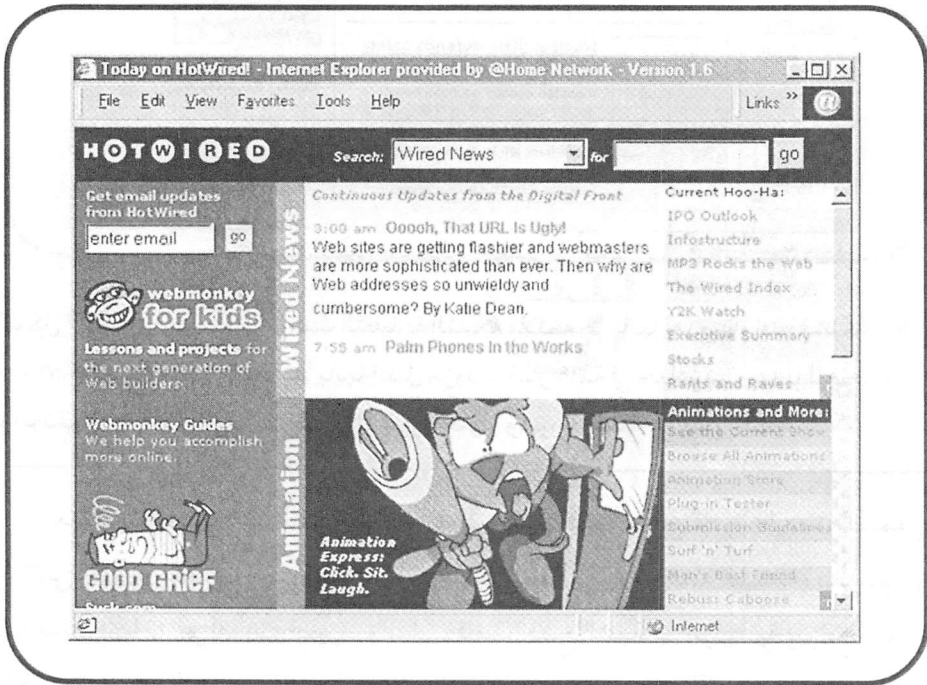 Today on HotWired! - Internet Explorer provided by @Home Network - Version 1.6
File Edit View Favorites Tools Help
Links »
HOTWIRED
Search: Wired News for go
Get email updates
from HotWired
enter email go
webmonkey
for kids
Lessons and projects for
the next generation of
Web builders.
Webmonkey Guides
We help you accomplish
more online.
GOOD GRIEF
Suck.com
Wired News
Continuous Updates from the Digital Front
3:00 am Ooooh, That URL Is Ugly!
Web sites are getting flashier and webmasters
are more sophisticated than ever. Then why are
Web addresses so unwieldy and
cumbersome? By Katie Dean.
7:55 am Palm Phones In the Works
Current Hoo-Ha:
IPO Outlook
Infostructure
MP3 Rocks the Web
The Wired Index
Y2K Watch
Executive Summary
Stocks
Rants and Raves
Animation
Animation
Express:
Click. Sit.
Laugh.
Animations and More:
See the Current Show
Browse All Animations
Animation Store
Plug-in Tester
Submission Guidelines
Surf 'n' Turf
Man's Best Friend
Rebus: Caboose
Internet